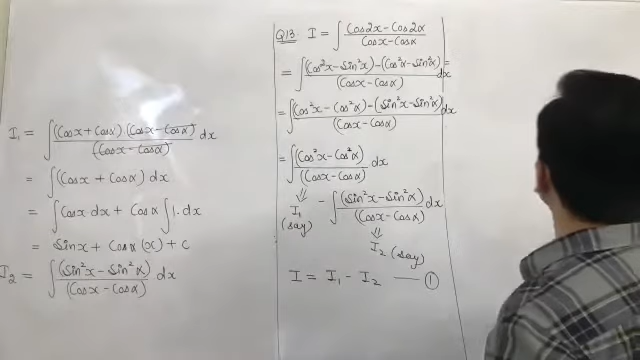 Q13. I = ∫ (Cos2x - Cos2α)/(Cosx - Cosα)
= ∫ ((Cos²x - Sin²x) - (Cos²α - Sin²α))/(Cosx - Cosα) dx
= ∫ ((Cos²x - Cos²α) - (Sin²x - Sin²α))/(Cosx - Cosα) dx
= ∫ (Cos²x - Cos²α)/(Cosx - Cosα) dx
⇓
I₁
(say)
- ∫ (Sin²x - Sin²α)/(Cosx - Cosα) dx
⇓
I₂ (say)
I = I₁ - I₂ —— ①
I₁ = ∫ ((Cosx + Cosα) · (Cosx - Cosα))/(Cosx - Cosα) dx
= ∫ (Cosx + Cosα) dx
= ∫ Cosx · dx + Cosα ∫ 1 · dx
= Sinx + Cosα (x) + C
I₂ = ∫ (Sin²x - Sin²α)/(Cosx - Cosα) dx